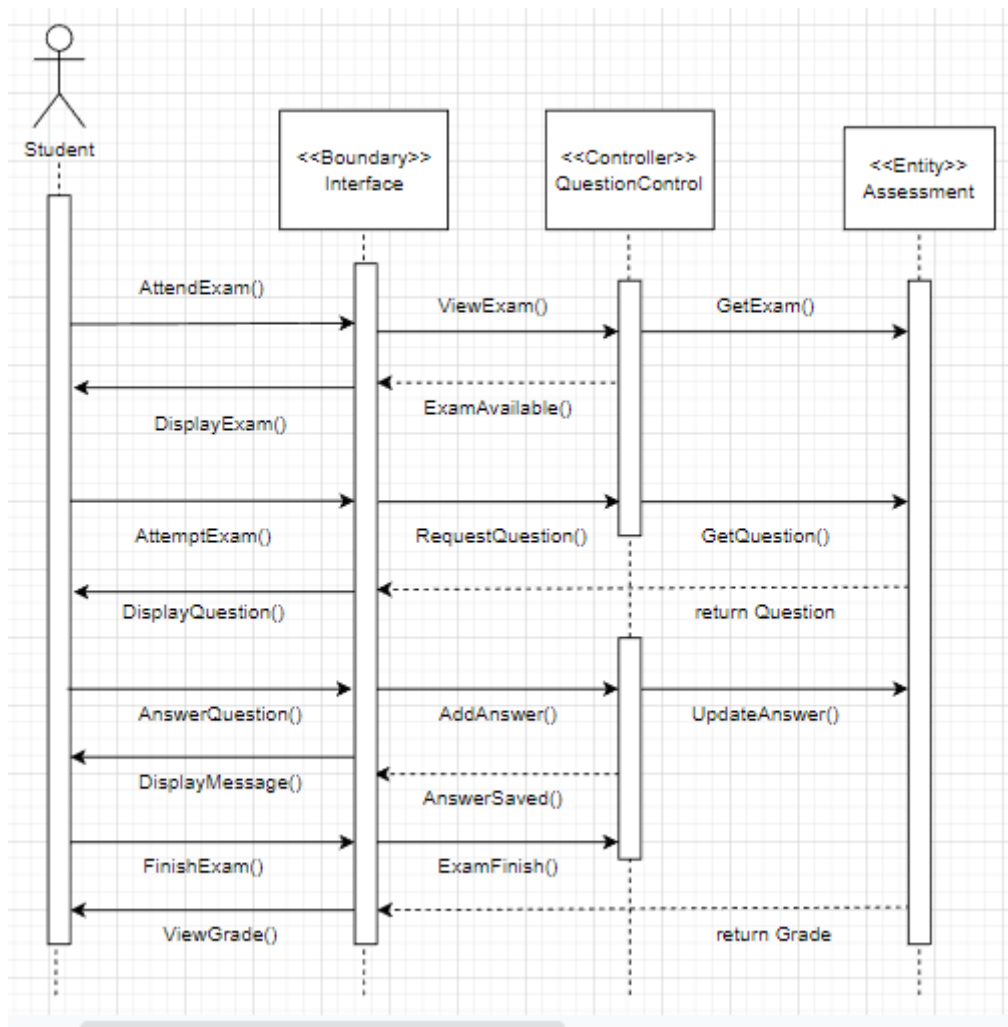 Student
<<Boundary>>
Interface
<<Controller>>
QuestionControl
<<Entity>>
Assessment
AttendExam()
ViewExam()
GetExam()
ExamAvailable()
DisplayExam()
AttemptExam()
RequestQuestion()
GetQuestion()
DisplayQuestion()
return Question
AnswerQuestion()
AddAnswer()
UpdateAnswer()
DisplayMessage()
AnswerSaved()
FinishExam()
ExamFinish()
ViewGrade()
return Grade